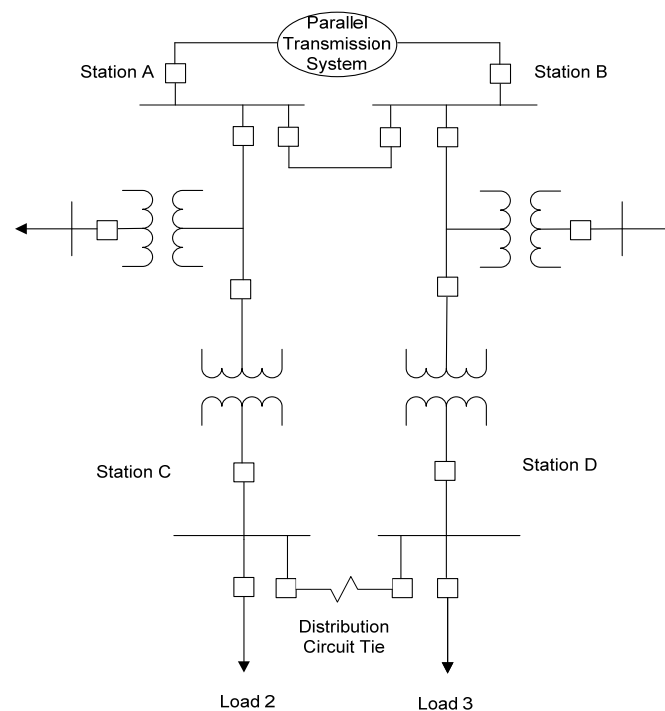 Parallel
Transmission
System
Station A
Station B
Station C
Station D
Distribution
Circuit Tie
Load 2
Load 3